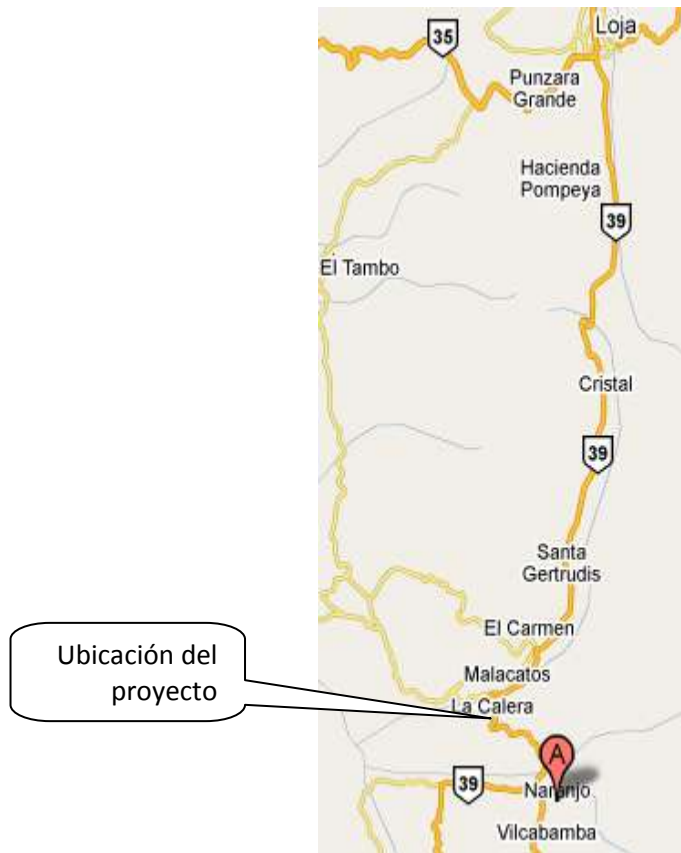 Loja
35
Punzara
Grande
Hacienda
Pompeya
39
El Tambo
Cristal
39
Santa
Gertrudis
El Carmen
Ubicación del
proyecto
Malacatos
La Calera
A
39
Naranjo
Vilcabamba